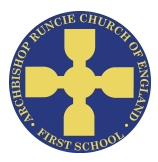 · ARCHBISHOP RUNCIE CHURCH OF ENGLAND ·
FIRST SCHOOL